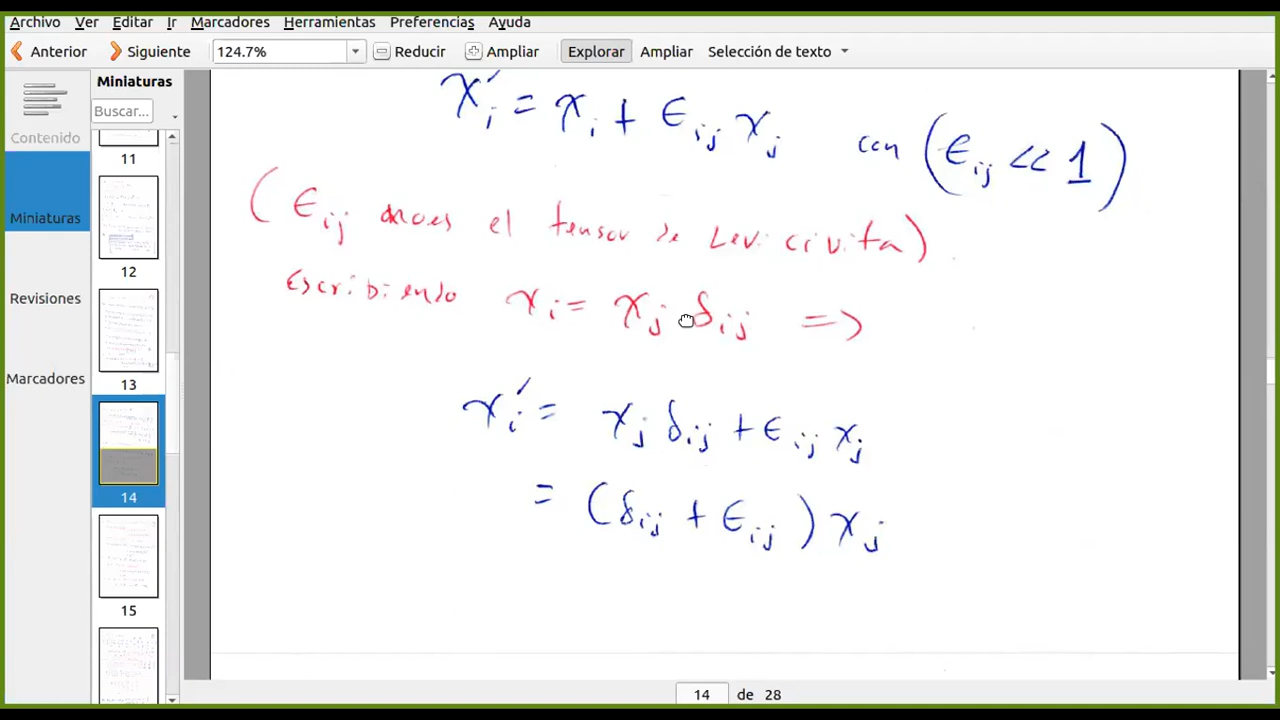 Archivo Ver Editar Ir Marcadores Herramientas Preferencias Ayuda
Anterior Siguiente 124.7% Reducir Ampliar Explorar Ampliar Selección de texto
Contenido
Miniaturas
Revisiones
Marcadores
Miniaturas
Buscar...
11
12
13
14
15
x'ᵢ = xᵢ + ϵᵢⱼ xⱼ con (ϵᵢⱼ << 1)
(ϵᵢⱼ no es el tensor de Levi civita)
Escribiendo xᵢ = xⱼ δᵢⱼ =>
x'ᵢ = xⱼ δᵢⱼ + ϵᵢⱼ xⱼ
= (δᵢⱼ + ϵᵢⱼ) xⱼ
14 de 28